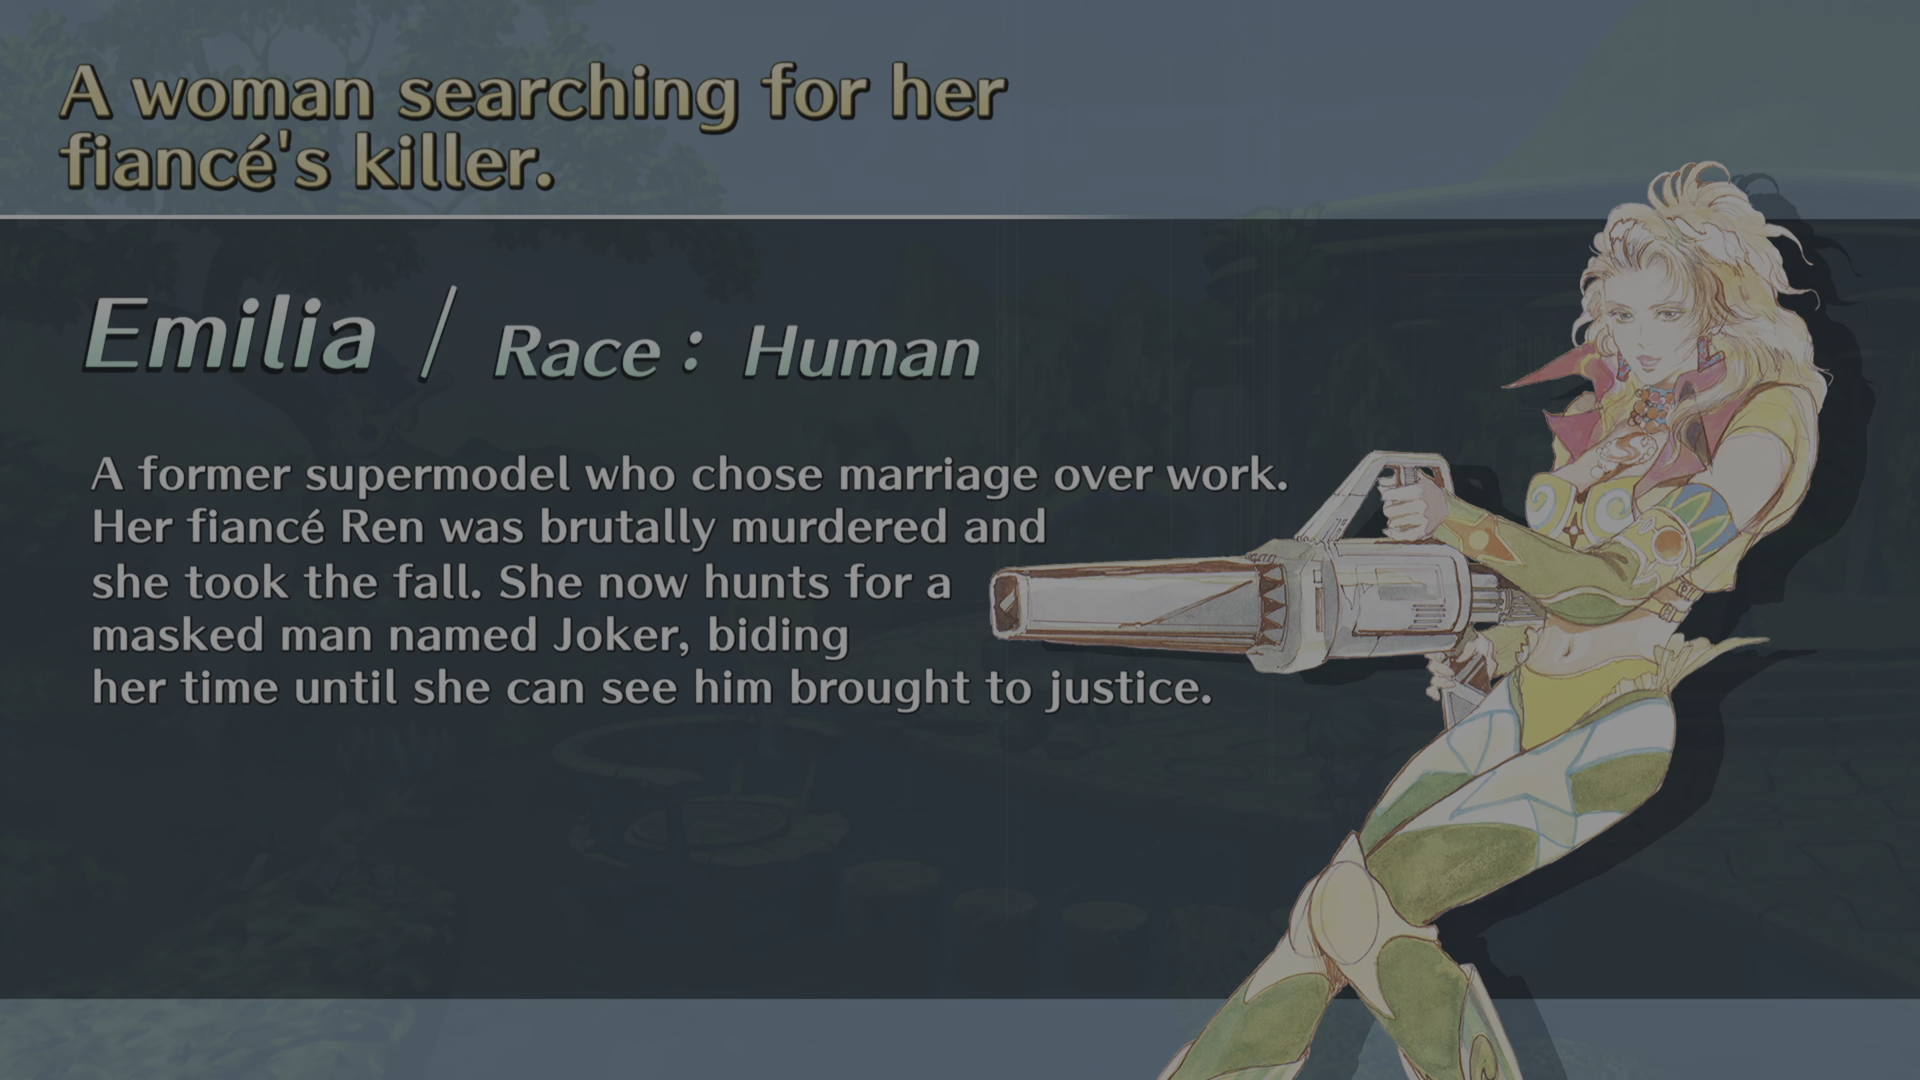 A woman searching for her
fiancé's killer.
Emilia / Race : Human
A former supermodel who chose marriage over work.
Her fiancé Ren was brutally murdered and
she took the fall. She now hunts for a
masked man named Joker, biding
her time until she can see him brought to justice.